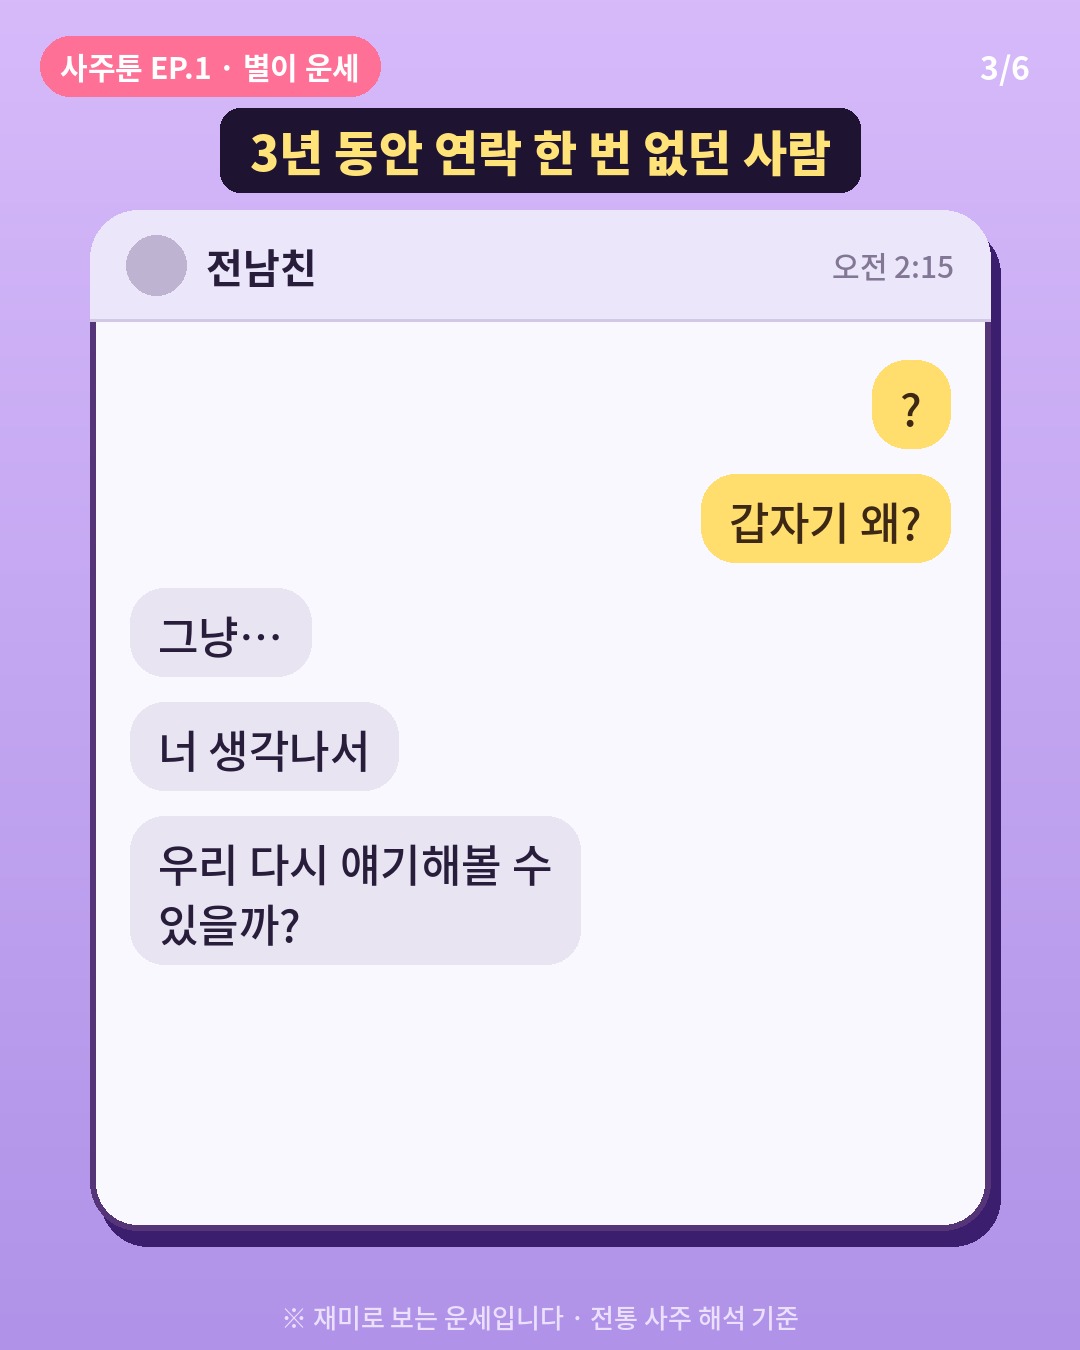 사주툰 EP.1 · 별이 운세
3/6
3년 동안 연락 한 번 없던 사람
전남친
오전 2:15
?
갑자기 왜?
그냥…
너 생각나서
우리 다시 얘기해볼 수
있을까?
※ 재미로 보는 운세입니다 · 전통 사주 해석 기준